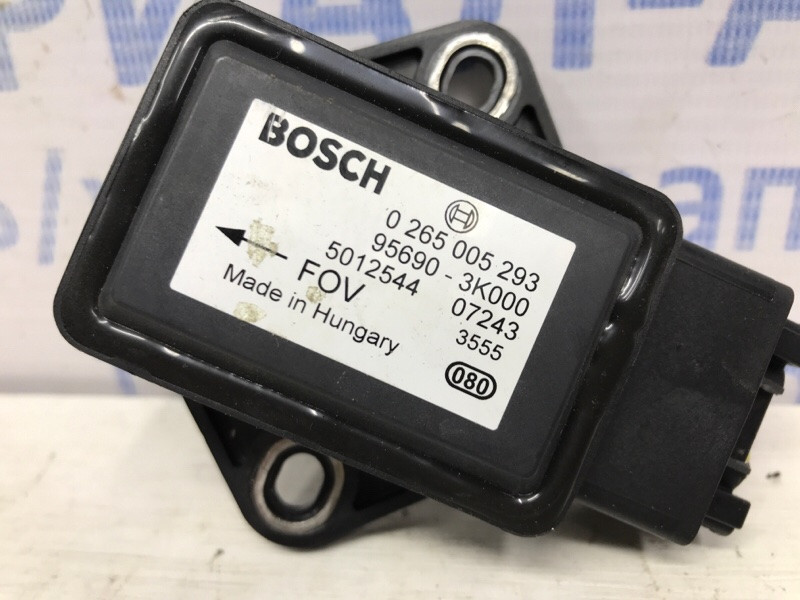 BOSCH
0 265 005 293
95690 - 3K000
5012544 07243
FOV 3555
Made in Hungary
080